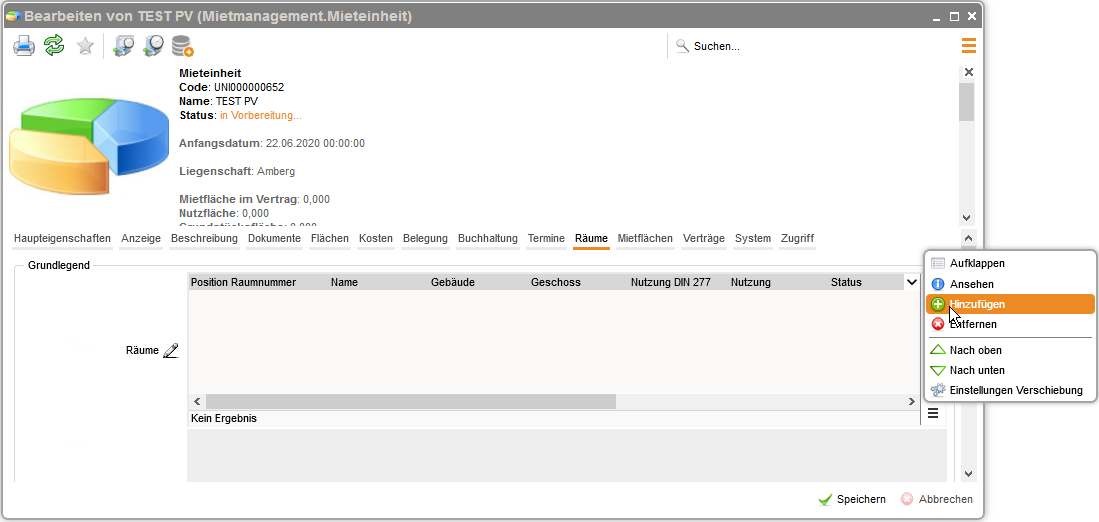 Bearbeiten von TEST PV (Mietmanagement.Mieteinheit)
Suchen...
Mieteinheit
Code: UNI000000652
Name: TEST PV
Status: in Vorbereitung...
Anfangsdatum: 22.06.2020 00:00:00
Liegenschaft: Amberg
Mietfläche im Vertrag: 0,000
Nutzfläche: 0,000
Grundstücksfläche: 0,000
Haupteigenschaften Anzeige Beschreibung Dokumente Flächen Kosten Belegung Buchhaltung Termine Räume Mietflächen Verträge System Zugriff
Grundlegend
Position Raumnummer Name Gebäude Geschoss Nutzung DIN 277 Nutzung Status
Räume
Kein Ergebnis
Aufklappen
Ansehen
Hinzufügen
Entfernen
Nach oben
Nach unten
Einstellungen Verschiebung
Speichern Abbrechen